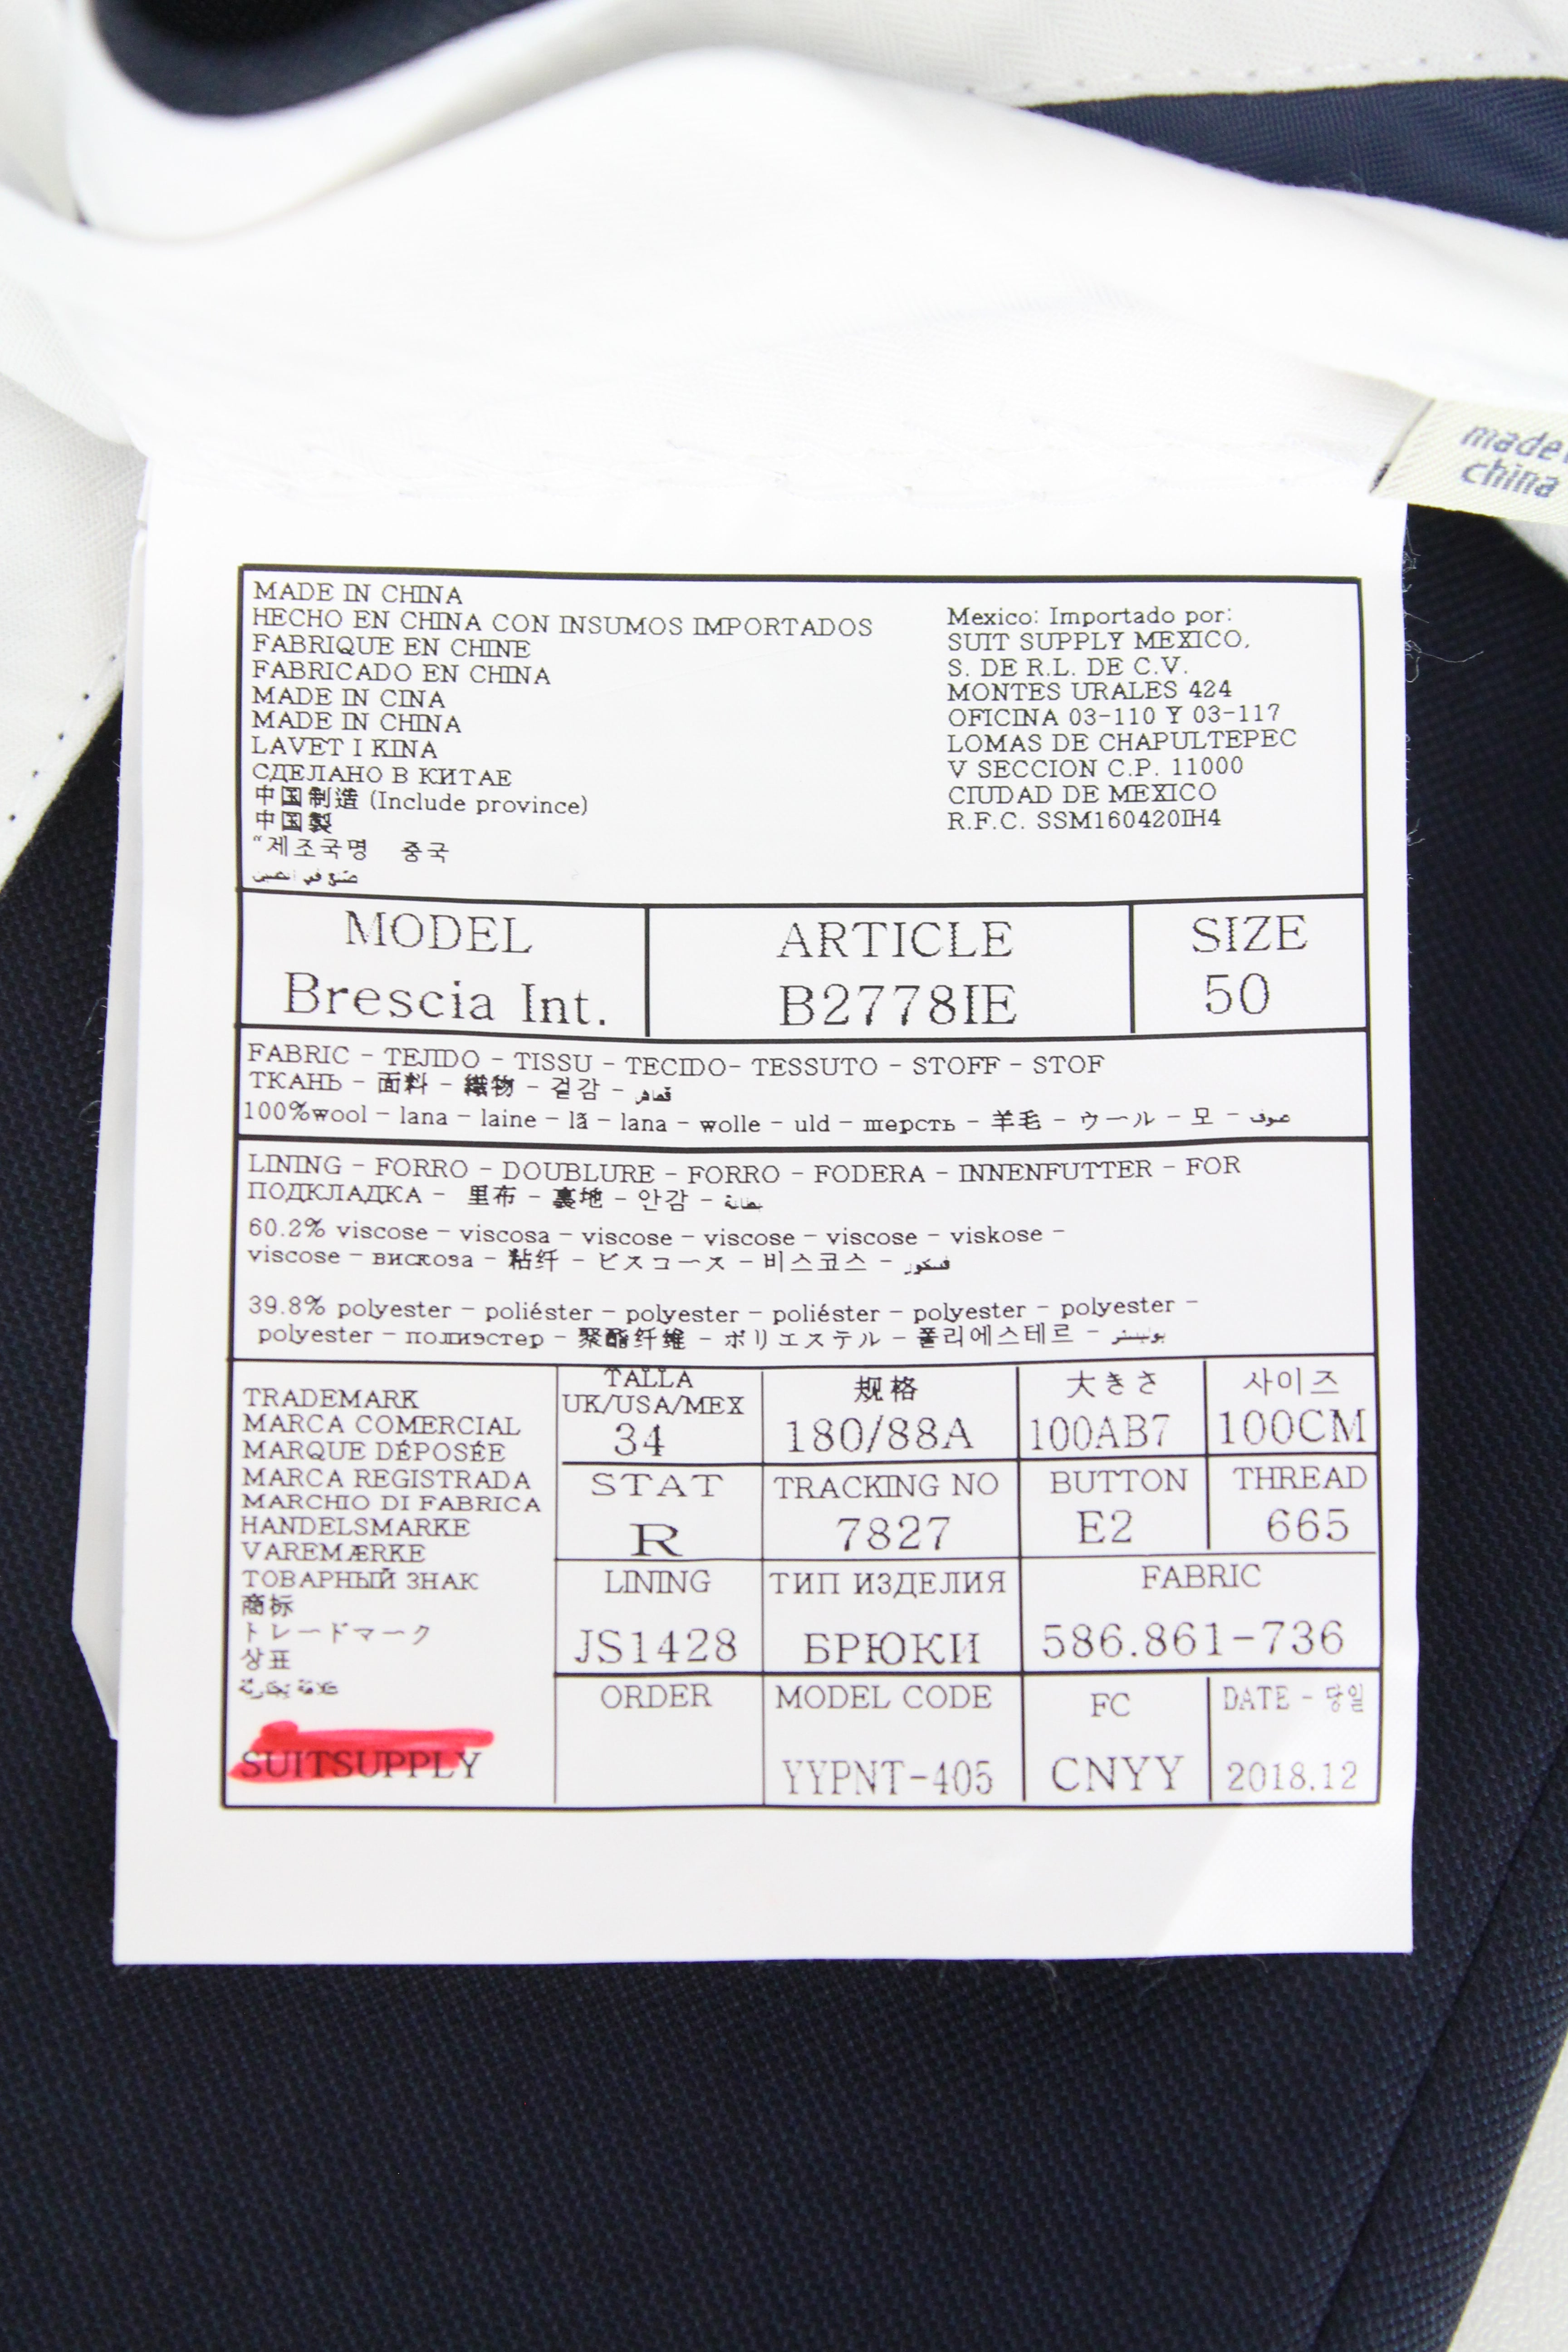 made
china
MADE IN CHINA
HECHO EN CHINA CON INSUMOS IMPORTADOS
FABRIQUE EN CHINE
FABRICADO EN CHINA
MADE IN CINA
MADE IN CHINA
LAVET I KINA
СДЕЛАНО В КИТАЕ
中国制造 (Include province)
中国製
“제조국명 중국
صنع في الصين
Mexico: Importado por:
SUIT SUPPLY MEXICO,
S. DE R.L. DE C.V.
MONTES URALES 424
OFICINA 03-110 Y 03-117
LOMAS DE CHAPULTEPEC
V SECCION C.P. 11000
CIUDAD DE MEXICO
R.F.C. SSM160420IH4
MODEL
Brescia Int.
ARTICLE
B2778IE
SIZE
50
FABRIC - TEJIDO - TISSU - TECIDO- TESSUTO - STOFF - STOF
ТКАНЬ - 面料 - 織物 - 겉감 - قماش
100%wool - lana - laine - lã - lana - wolle - uld - шерсть - 羊毛 - ウール - 모 - صوف
LINING - FORRO - DOUBLURE - FORRO - FODERA - INNENFUTTER - FOR
ПОДКЛАДКА - 里布 - 裏地 - 안감 - بطانة
60.2% viscose - viscosa - viscose - viscose - viscose - viskose -
viscose - вискоза - 粘纤 - ビスコース - 비스코스 - فسكوز
39.8% polyester - poliéster - polyester - poliéster - polyester - polyester -
polyester - полиэстер - 聚酯纤维 - ポリエステル - 폴리에스테르 - بوليستر
TRADEMARK
MARCA COMERCIAL
MARQUE DÉPOSÉE
MARCA REGISTRADA
MARCHIO DI FABRICA
HANDELSMARKE
VAREMÆRKE
ТОВАРНЫЙ ЗНАК
商标
トレードマーク
상표
علامة تجارية
SUITSUPPLY
TALLA
UK/USA/MEX
34
规格
180/88A
大きさ
100AB7
사이즈
100CM
STAT
R
TRACKING NO
7827
BUTTON
E2
THREAD
665
LINING
JS1428
ТИП ИЗДЕЛИЯ
БРЮКИ
FABRIC
586.861-736
ORDER
MODEL CODE
YYPNT-405
FC
CNYY
DATE - 당일
2018.12